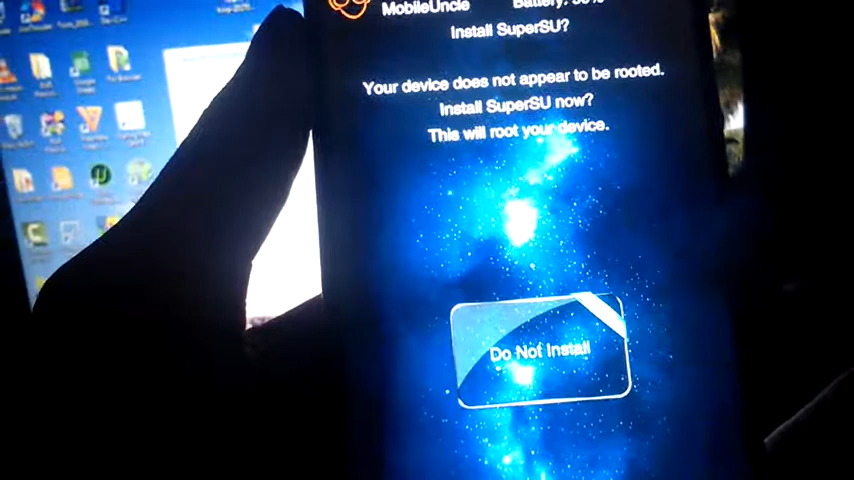 MobileUncle
Battery:
Install SuperSU?
Your device does not appear to be rooted.
Install SuperSU now?
This will root your device.
Do Not Install